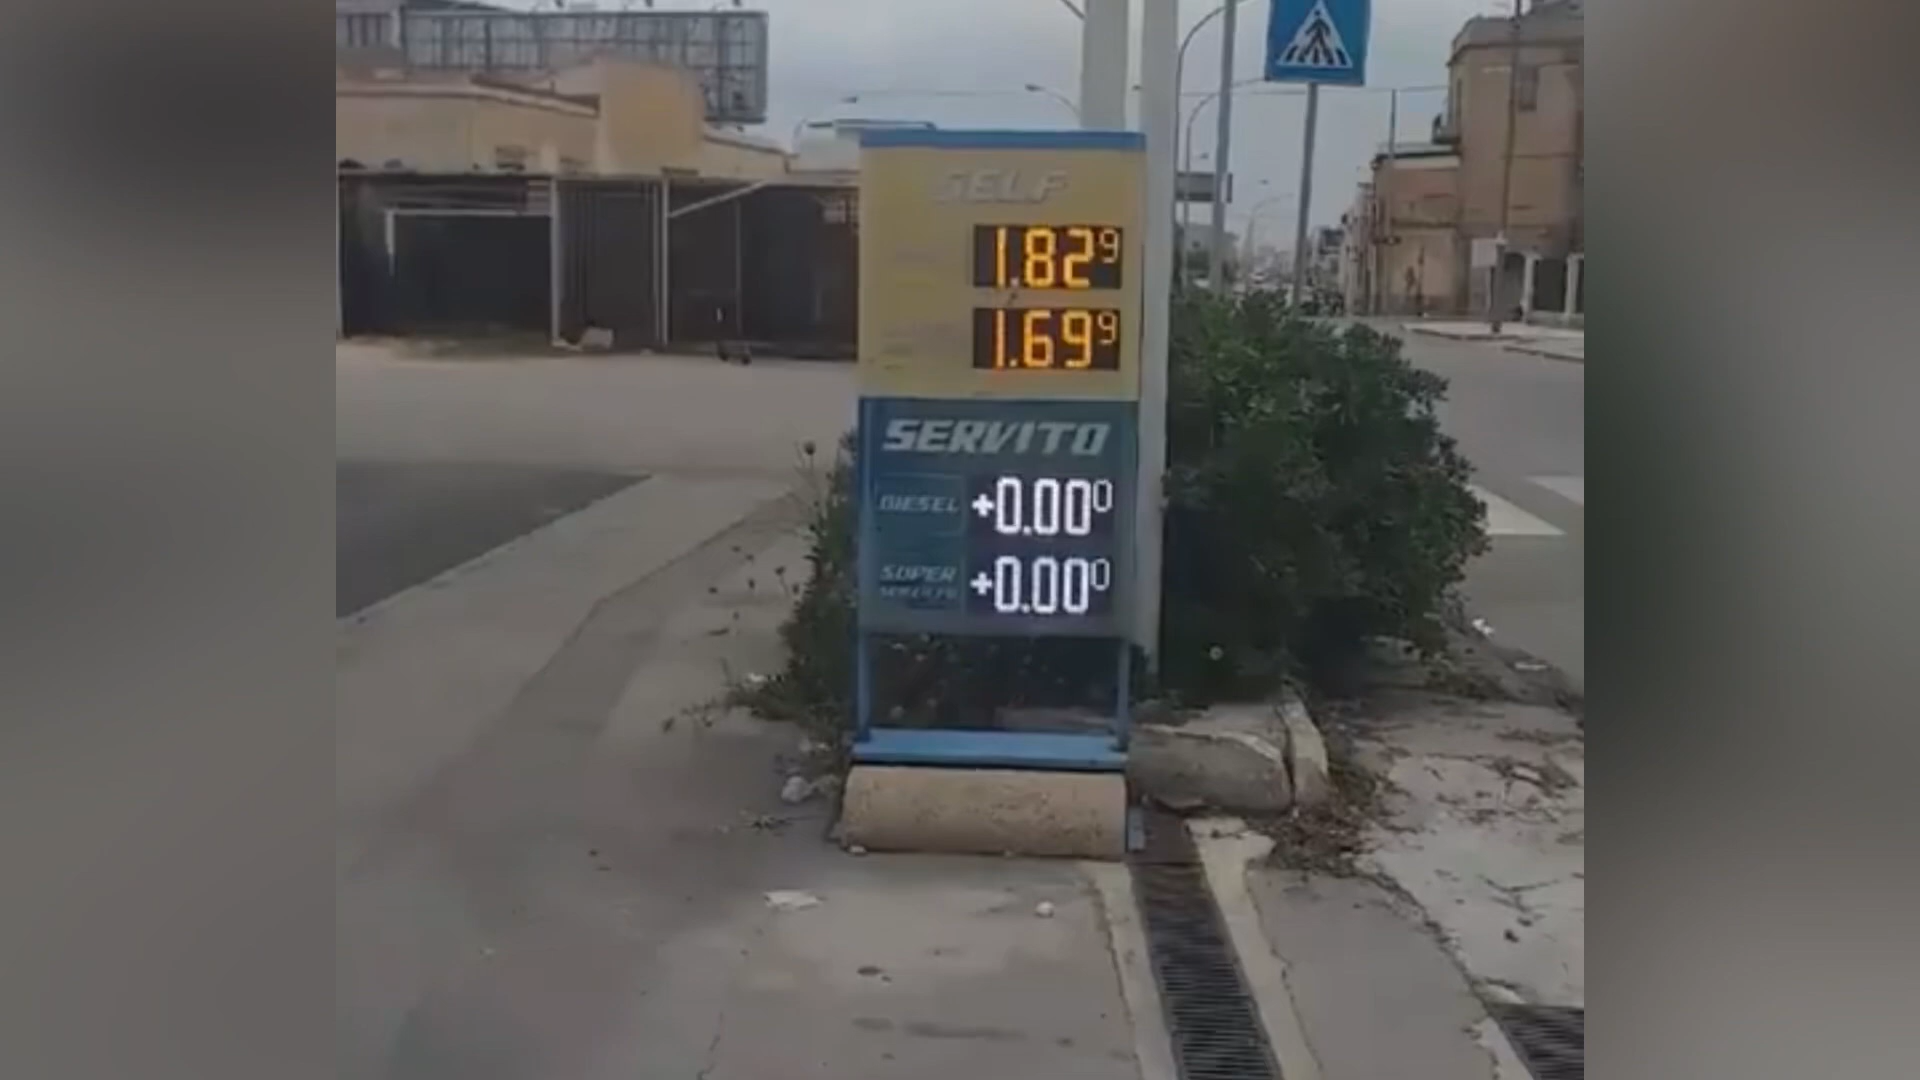 SELF
1.82⁹
1.69⁹
SERVITO
DIESEL +0.00⁰
SUPER +0.00⁰